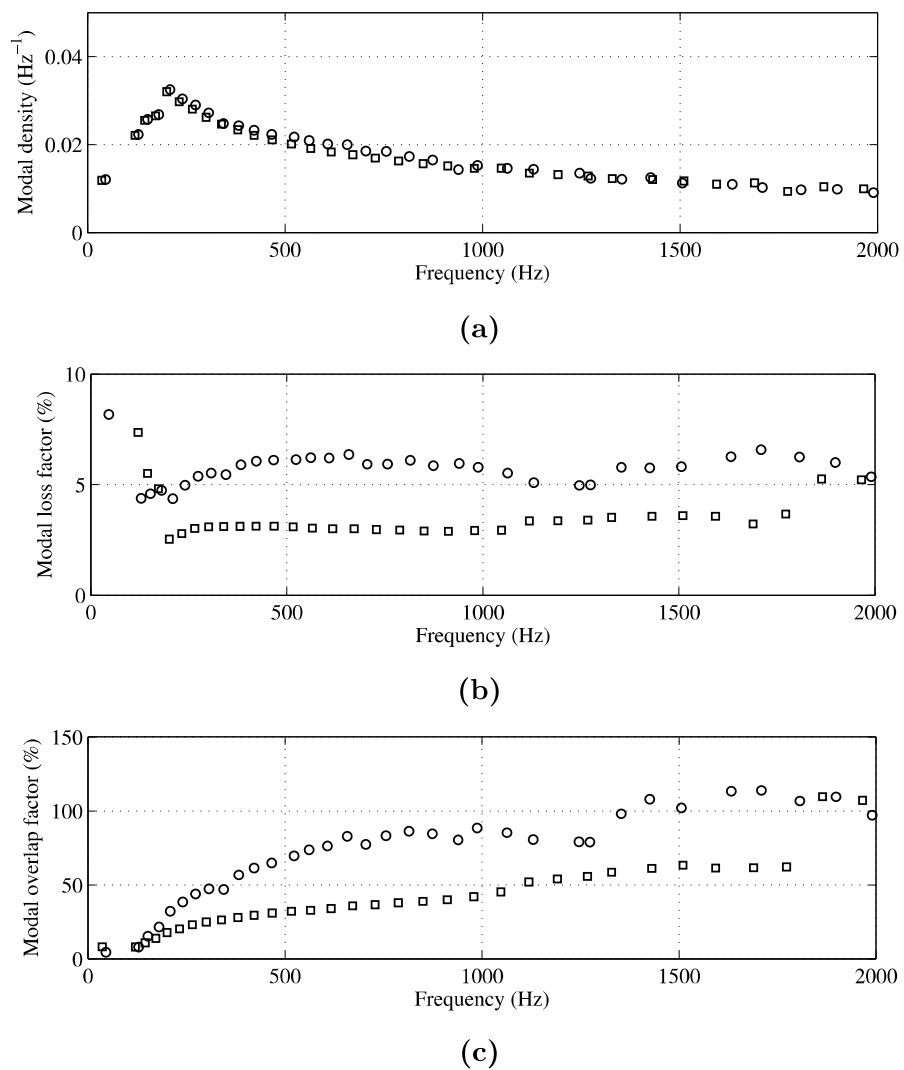 0.04
0.02
0
Modal density (Hz⁻¹)
0 500 1000 1500 2000
Frequency (Hz)
(a)
10
5
0
Modal loss factor (%)
0 500 1000 1500 2000
Frequency (Hz)
(b)
150
100
50
0
Modal overlap factor (%)
0 500 1000 1500 2000
Frequency (Hz)
(c)